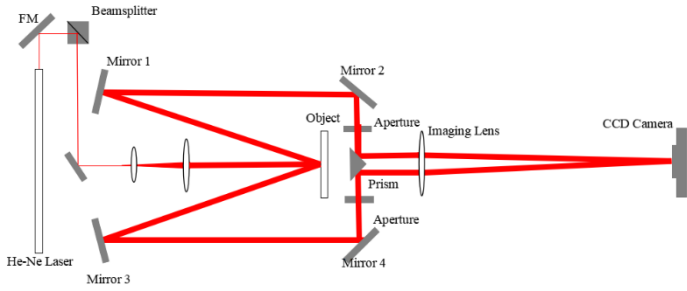 Beamsplitter
FM
Mirror 1
Mirror 2
Object
Aperture
Imaging Lens
CCD Camera
Prism
Aperture
He-Ne Laser
Mirror 3
Mirror 4